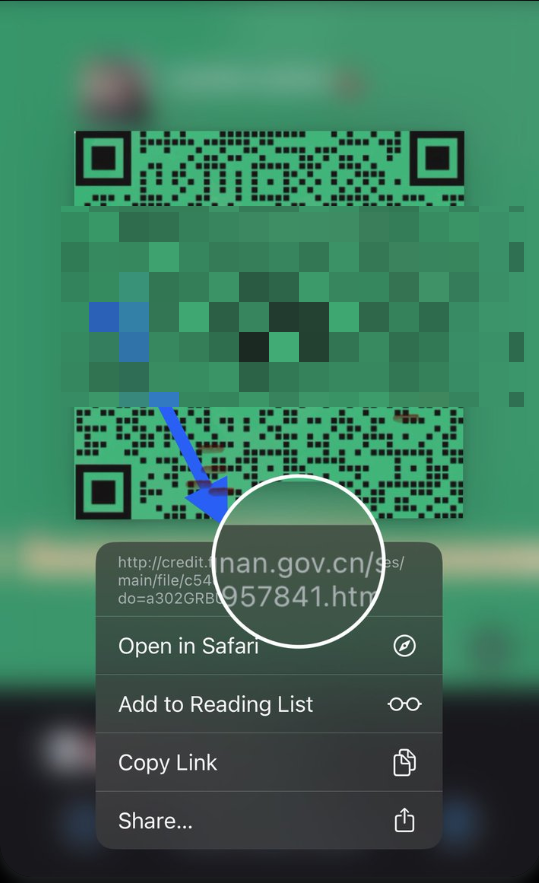 http://credit.
nan.gov.cn/s
es/
main/file/c54
957841.htm
do=a302GRB
Open in Safari
Add to Reading List
Copy Link
Share...